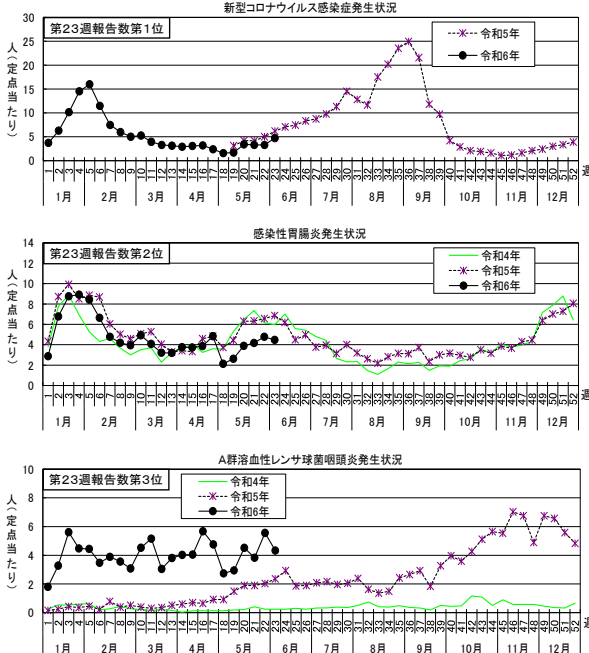 新型コロナウイルス感染症発生状況
第23週報告数第1位
令和5年
令和6年
人(定点当たり)
30
25
20
15
10
5
0
1 2 3 4 5 6 7 8 9 10 11 12 13 14 15 16 17 18 19 20 21 22 23 24 25 26 27 28 29 30 31 32 33 34 35 36 37 38 39 40 41 42 43 44 45 46 47 48 49 50 51 52 週
1月 2月 3月 4月 5月 6月 7月 8月 9月 10月 11月 12月
感染性胃腸炎発生状況
第23週報告数第2位
令和4年
令和5年
令和6年
人(定点当たり)
14
12
10
8
6
4
2
0
1 2 3 4 5 6 7 8 9 10 11 12 13 14 15 16 17 18 19 20 21 22 23 24 25 26 27 28 29 30 31 32 33 34 35 36 37 38 39 40 41 42 43 44 45 46 47 48 49 50 51 52 週
1月 2月 3月 4月 5月 6月 7月 8月 9月 10月 11月 12月
A群溶血性レンサ球菌咽頭炎発生状況
第23週報告数第3位
令和4年
令和5年
令和6年
人(定点当たり)
10
8
6
4
2
0
1 2 3 4 5 6 7 8 9 10 11 12 13 14 15 16 17 18 19 20 21 22 23 24 25 26 27 28 29 30 31 32 33 34 35 36 37 38 39 40 41 42 43 44 45 46 47 48 49 50 51 52 週
1月 2月 3月 4月 5月 6月 7月 8月 9月 10月 11月 12月